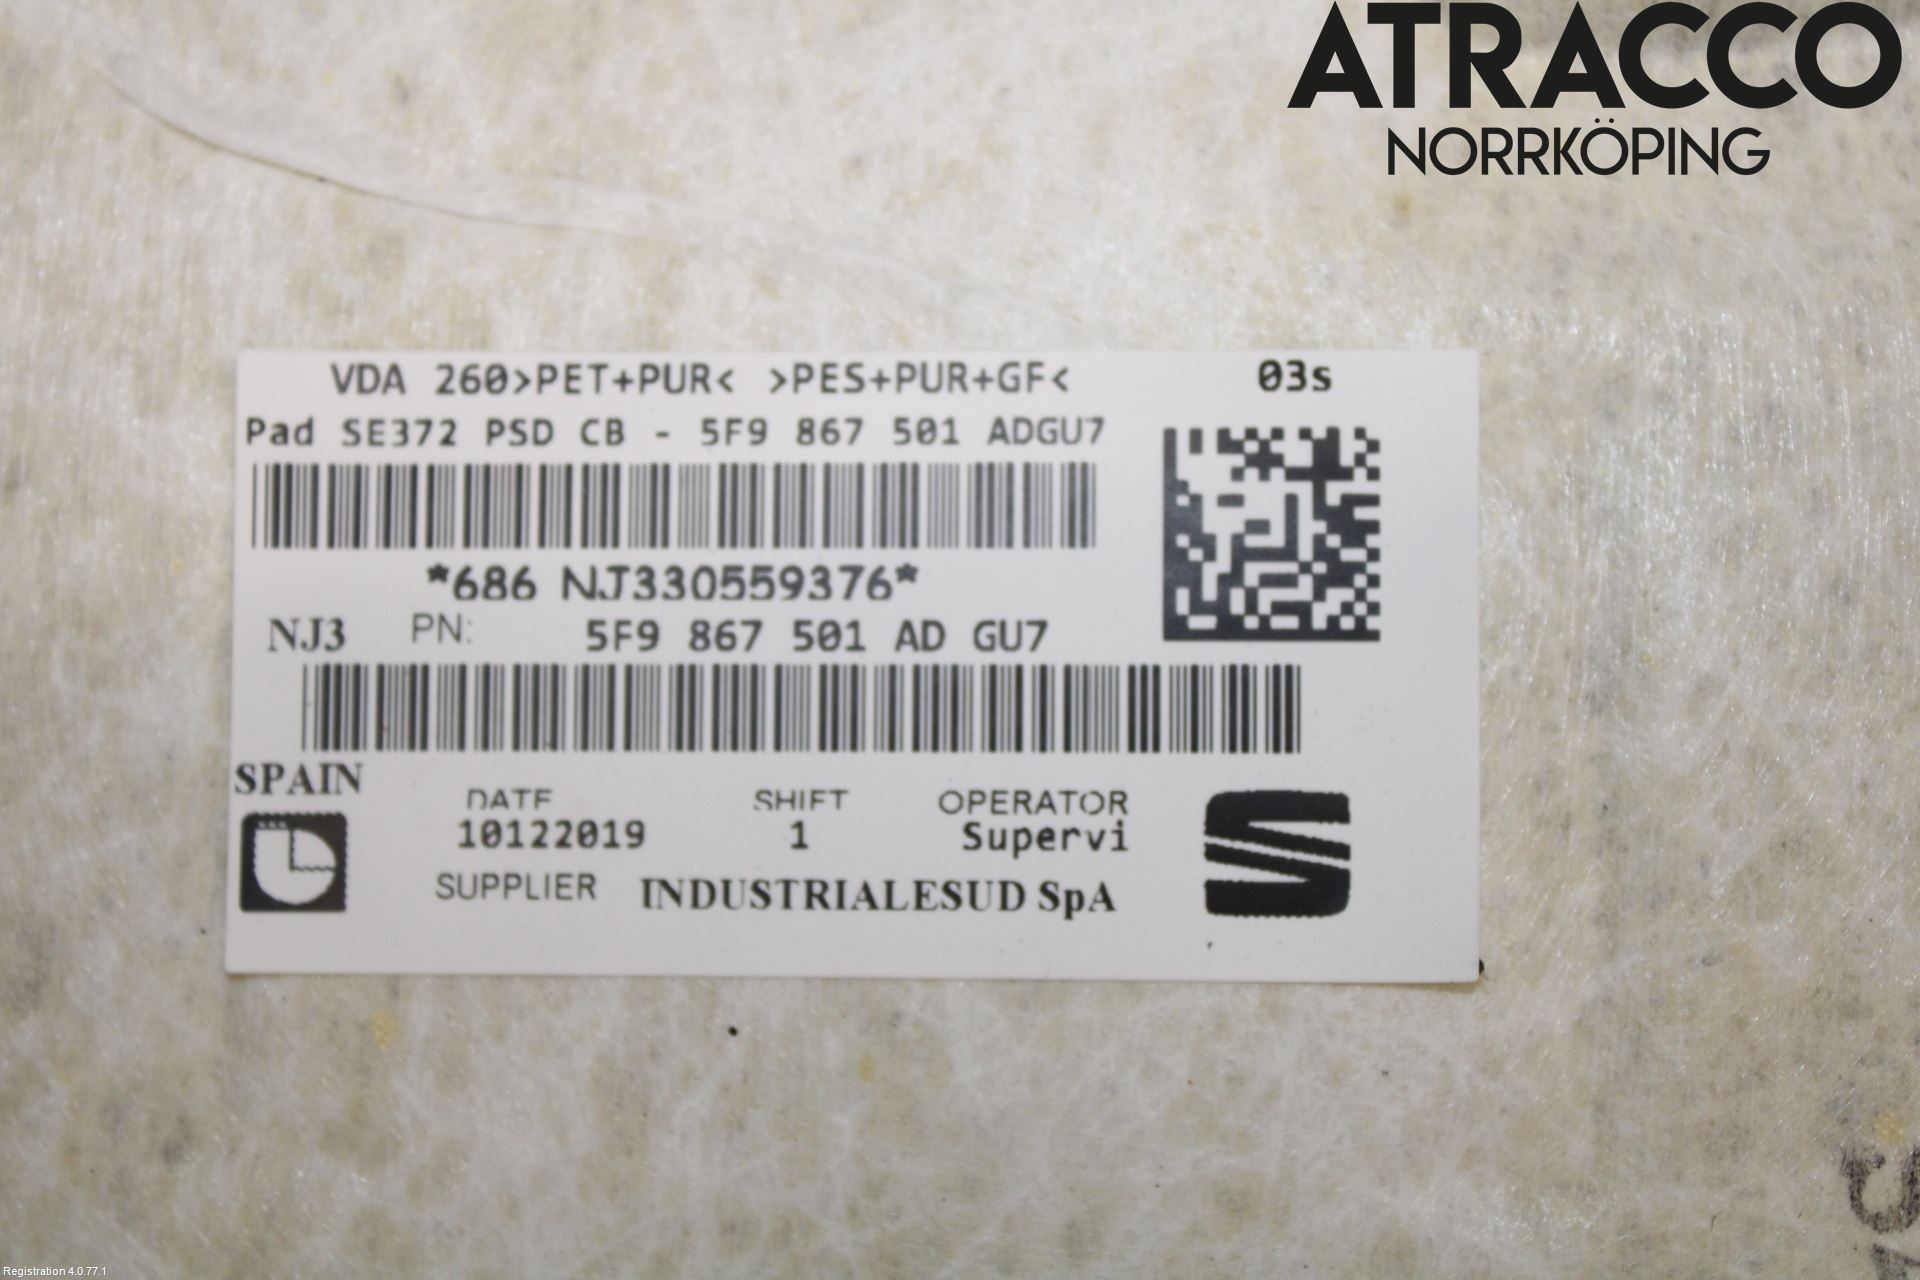 ATRACCO
NORRKÖPING
VDA 260>PET+PUR< >PES+PUR+GF<
03s
Pad SE372 PSD CB - 5F9 867 501 ADGU7
*686 NJ330559376*
NJ3 PN: 5F9 867 501 AD GU7
SPAIN
DATE SHIFT OPERATOR
10122019 1 Supervi
SUPPLIER INDUSTRIALESUD SpA
Registration 4.0.77.1